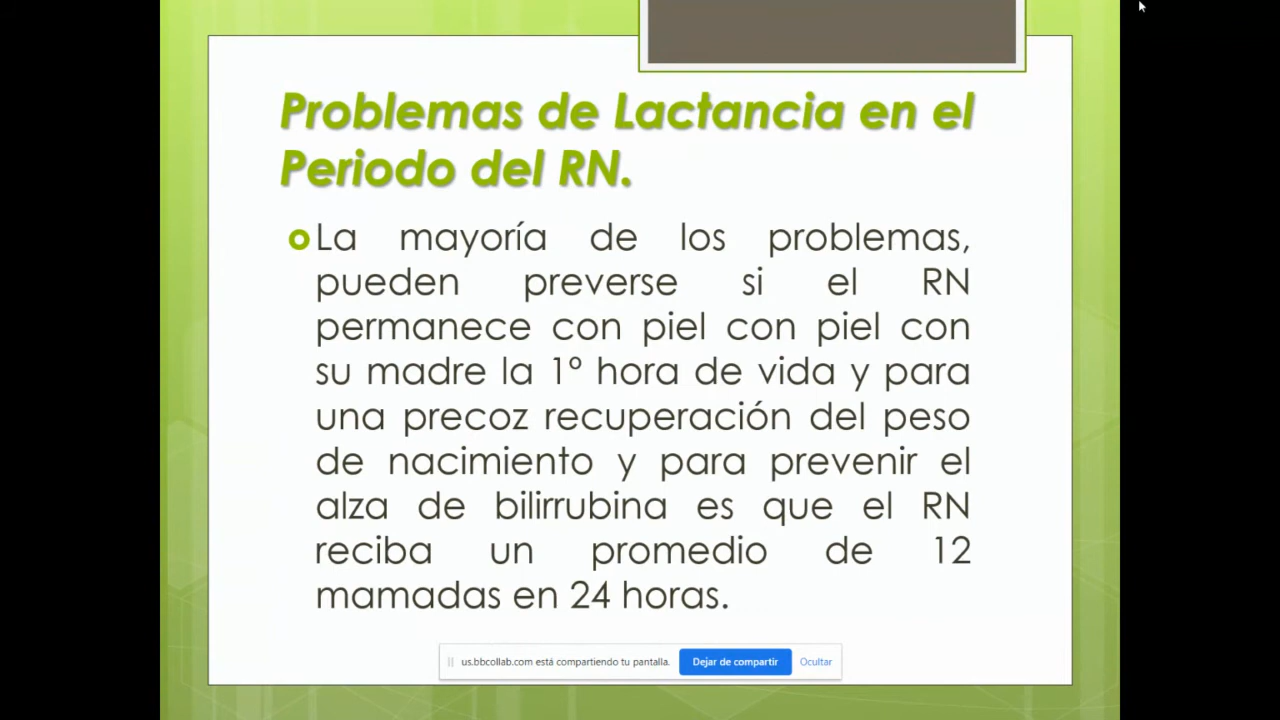 Problemas de Lactancia en el
Periodo del RN.
La mayoría de los problemas,
pueden preverse si el RN
permanece con piel con piel con
su madre la 1º hora de vida y para
una precoz recuperación del peso
de nacimiento y para prevenir el
alza de bilirrubina es que el RN
reciba un promedio de 12
mamadas en 24 horas.
us.bbcollab.com está compartiendo tu pantalla. Dejar de compartir Ocultar